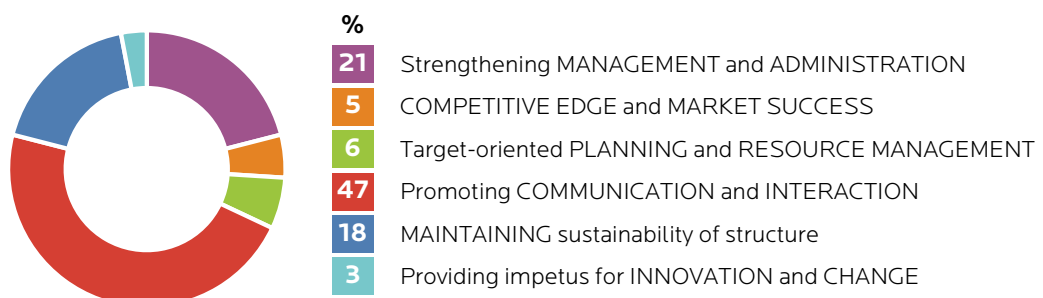 %
21 Strengthening MANAGEMENT and ADMINISTRATION
5 COMPETITIVE EDGE and MARKET SUCCESS
6 Target-oriented PLANNING and RESOURCE MANAGEMENT
47 Promoting COMMUNICATION and INTERACTION
18 MAINTAINING sustainability of structure
3 Providing impetus for INNOVATION and CHANGE